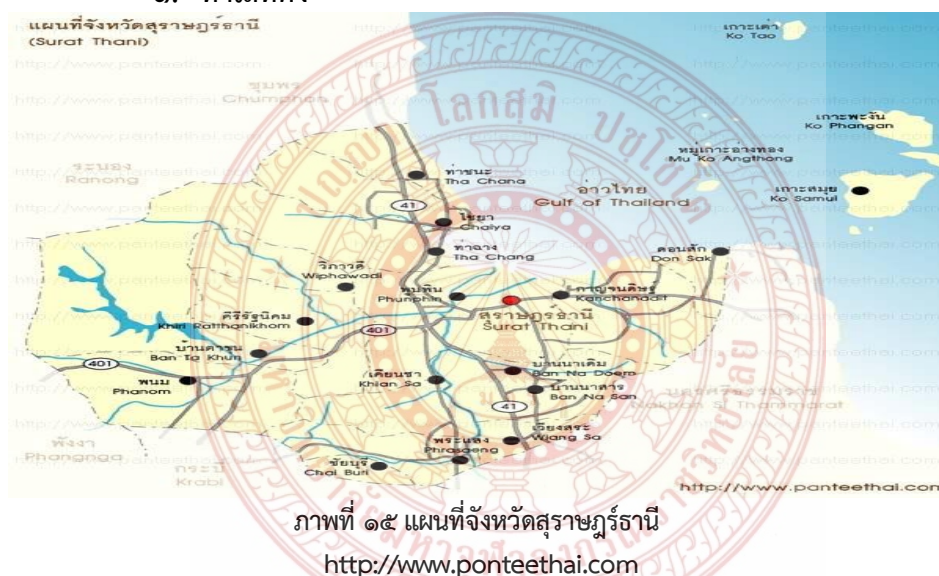 แผนที่จังหวัดสุราษฎร์ธานี
(Surat Thani)
เกาะเต่า
Ko Tao
ชุมพร
Chumphon
เกาะพะงัน
Ko Phangan
หมู่เกาะอ่างทอง
Mu Ko Angthong
ระนอง
Ranong
ท่าชนะ
Tha Chana
อ่าวไทย
Gulf of Thailand
เกาะสมุย
Ko Samui
41
ไชยา
Chaiya
ท่าฉาง
Tha Chang
ดอนสัก
Don Sak
วิภาวดี
Wiphawadi
พุนพิน
Phunphin
กาญจนดิษฐ์
Kanchanadit
สุราษฎร์ธานี
Surat Thani
คีรีรัฐนิคม
Khiri Ratthanikhom
401
บ้านตาขุน
Ban Ta Khun
401
พนม
Phanom
เคียนซา
Khian Sa
บ้านนาเดิม
Ban Na Doem
บ้านนาสาร
Ban Na San
41
นครศรีธรรมราช
Nakhon Si Thammarat
พังงา
Phangnga
กระบี่
Krabi
ชัยบุรี
Chai Buri
พระแสง
Phrasaeng
เวียงสระ
Wiang Sa
http://www.panteethai.com
ภาพที่ ๑๕ แผนที่จังหวัดสุราษฎร์ธานี
http://www.ponteethai.com